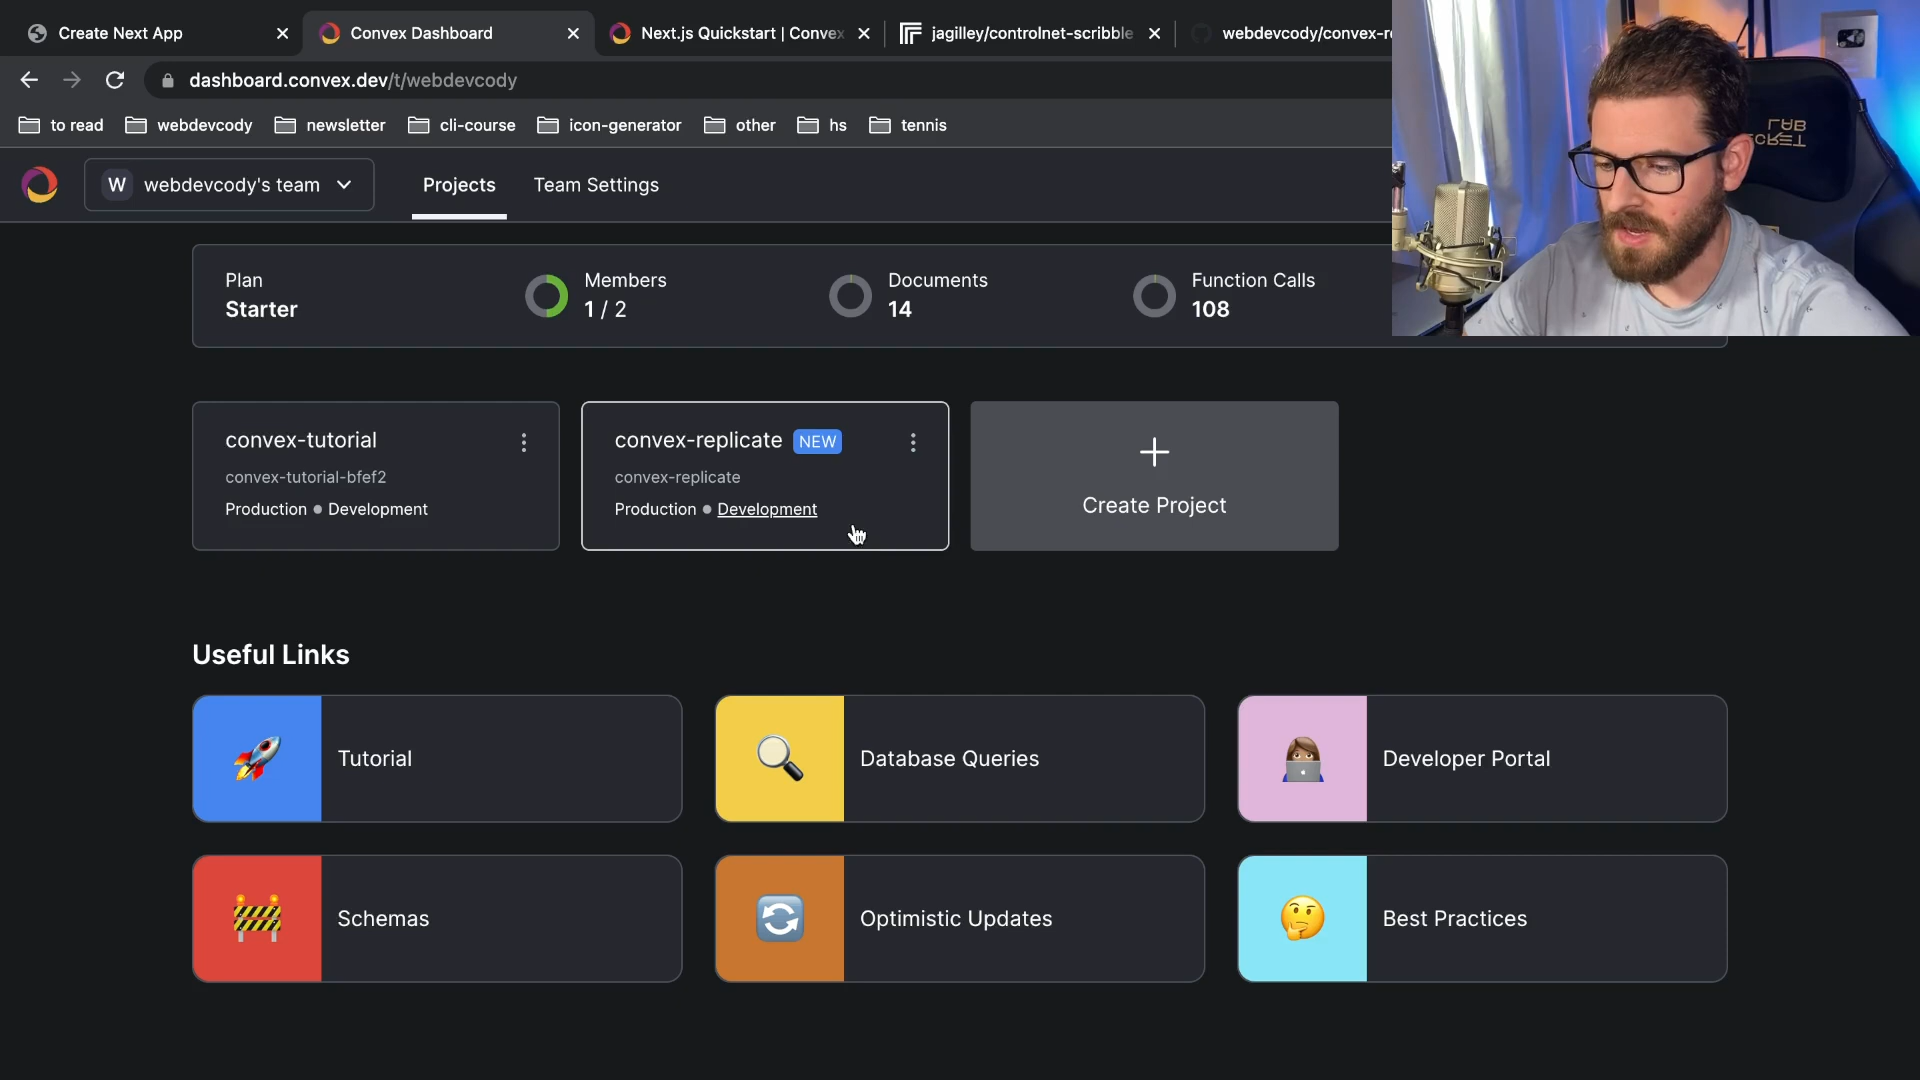 Create Next App
Convex Dashboard
Next.js Quickstart | Convex
jagilley/controlnet-scribble
webdevcody/convex-re
dashboard.convex.dev/t/webdevcody
to read
webdevcody
newsletter
cli-course
icon-generator
other
hs
tennis
W
webdevcody's team
Projects
Team Settings
Plan
Starter
Members
1 / 2
Documents
14
Function Calls
108
convex-tutorial
convex-tutorial-bfef2
Production
Development
convex-replicate
NEW
convex-replicate
Production
Development
Create Project
Useful Links
Tutorial
Database Queries
Developer Portal
Schemas
Optimistic Updates
Best Practices